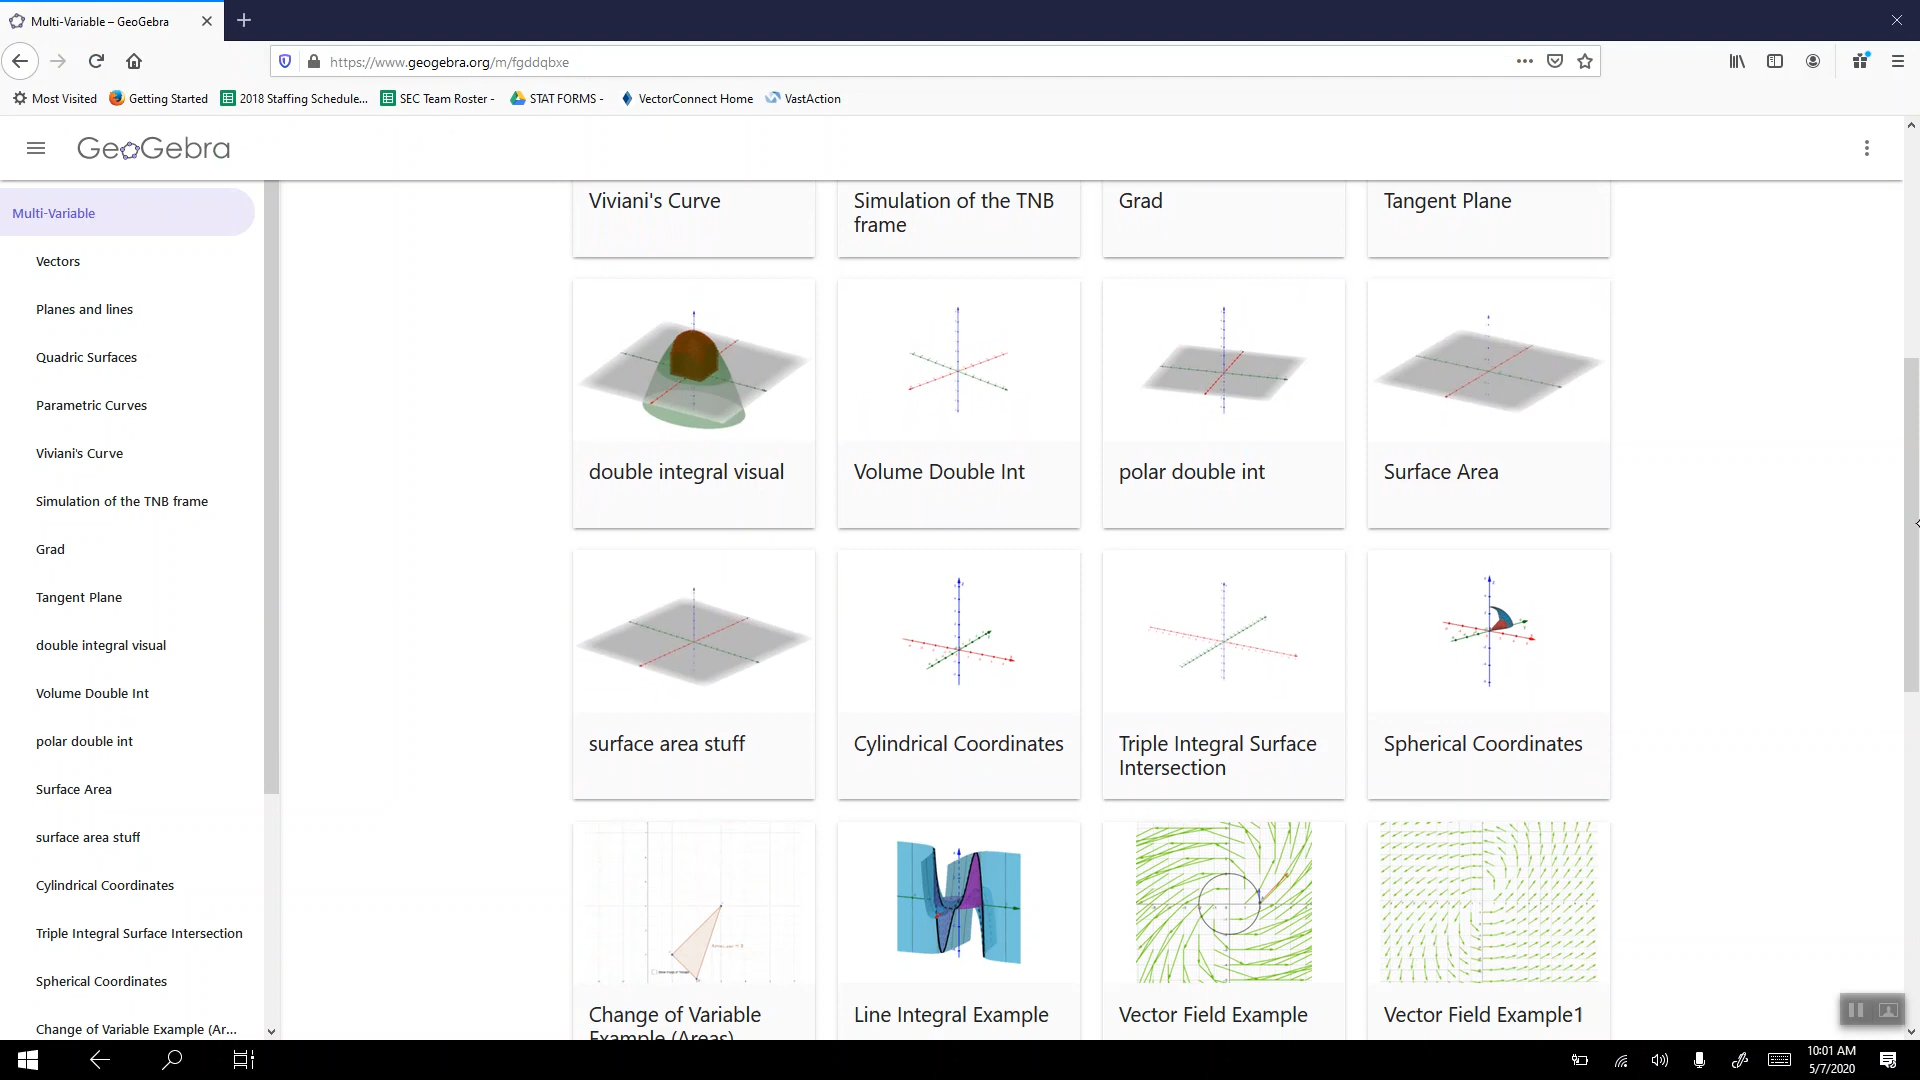 Multi-Variable – GeoGebra
https://www.geogebra.org/m/fgddqbxe
Most Visited
Getting Started
2018 Staffing Schedule...
SEC Team Roster -
STAT FORMS -
VectorConnect Home
VastAction
GeoGebra
Multi-Variable
Vectors
Planes and lines
Quadric Surfaces
Parametric Curves
Viviani's Curve
Simulation of the TNB frame
Grad
Tangent Plane
double integral visual
Volume Double Int
polar double int
Surface Area
surface area stuff
Cylindrical Coordinates
Triple Integral Surface Intersection
Spherical Coordinates
Change of Variable Example (Ar...
Viviani's Curve
Simulation of the TNB
frame
Grad
Tangent Plane
double integral visual
Volume Double Int
polar double int
Surface Area
surface area stuff
Cylindrical Coordinates
Triple Integral Surface
Intersection
Spherical Coordinates
Change of Variable
Example (Areas)
Line Integral Example
Vector Field Example
Vector Field Example1
10:01 AM
5/7/2020